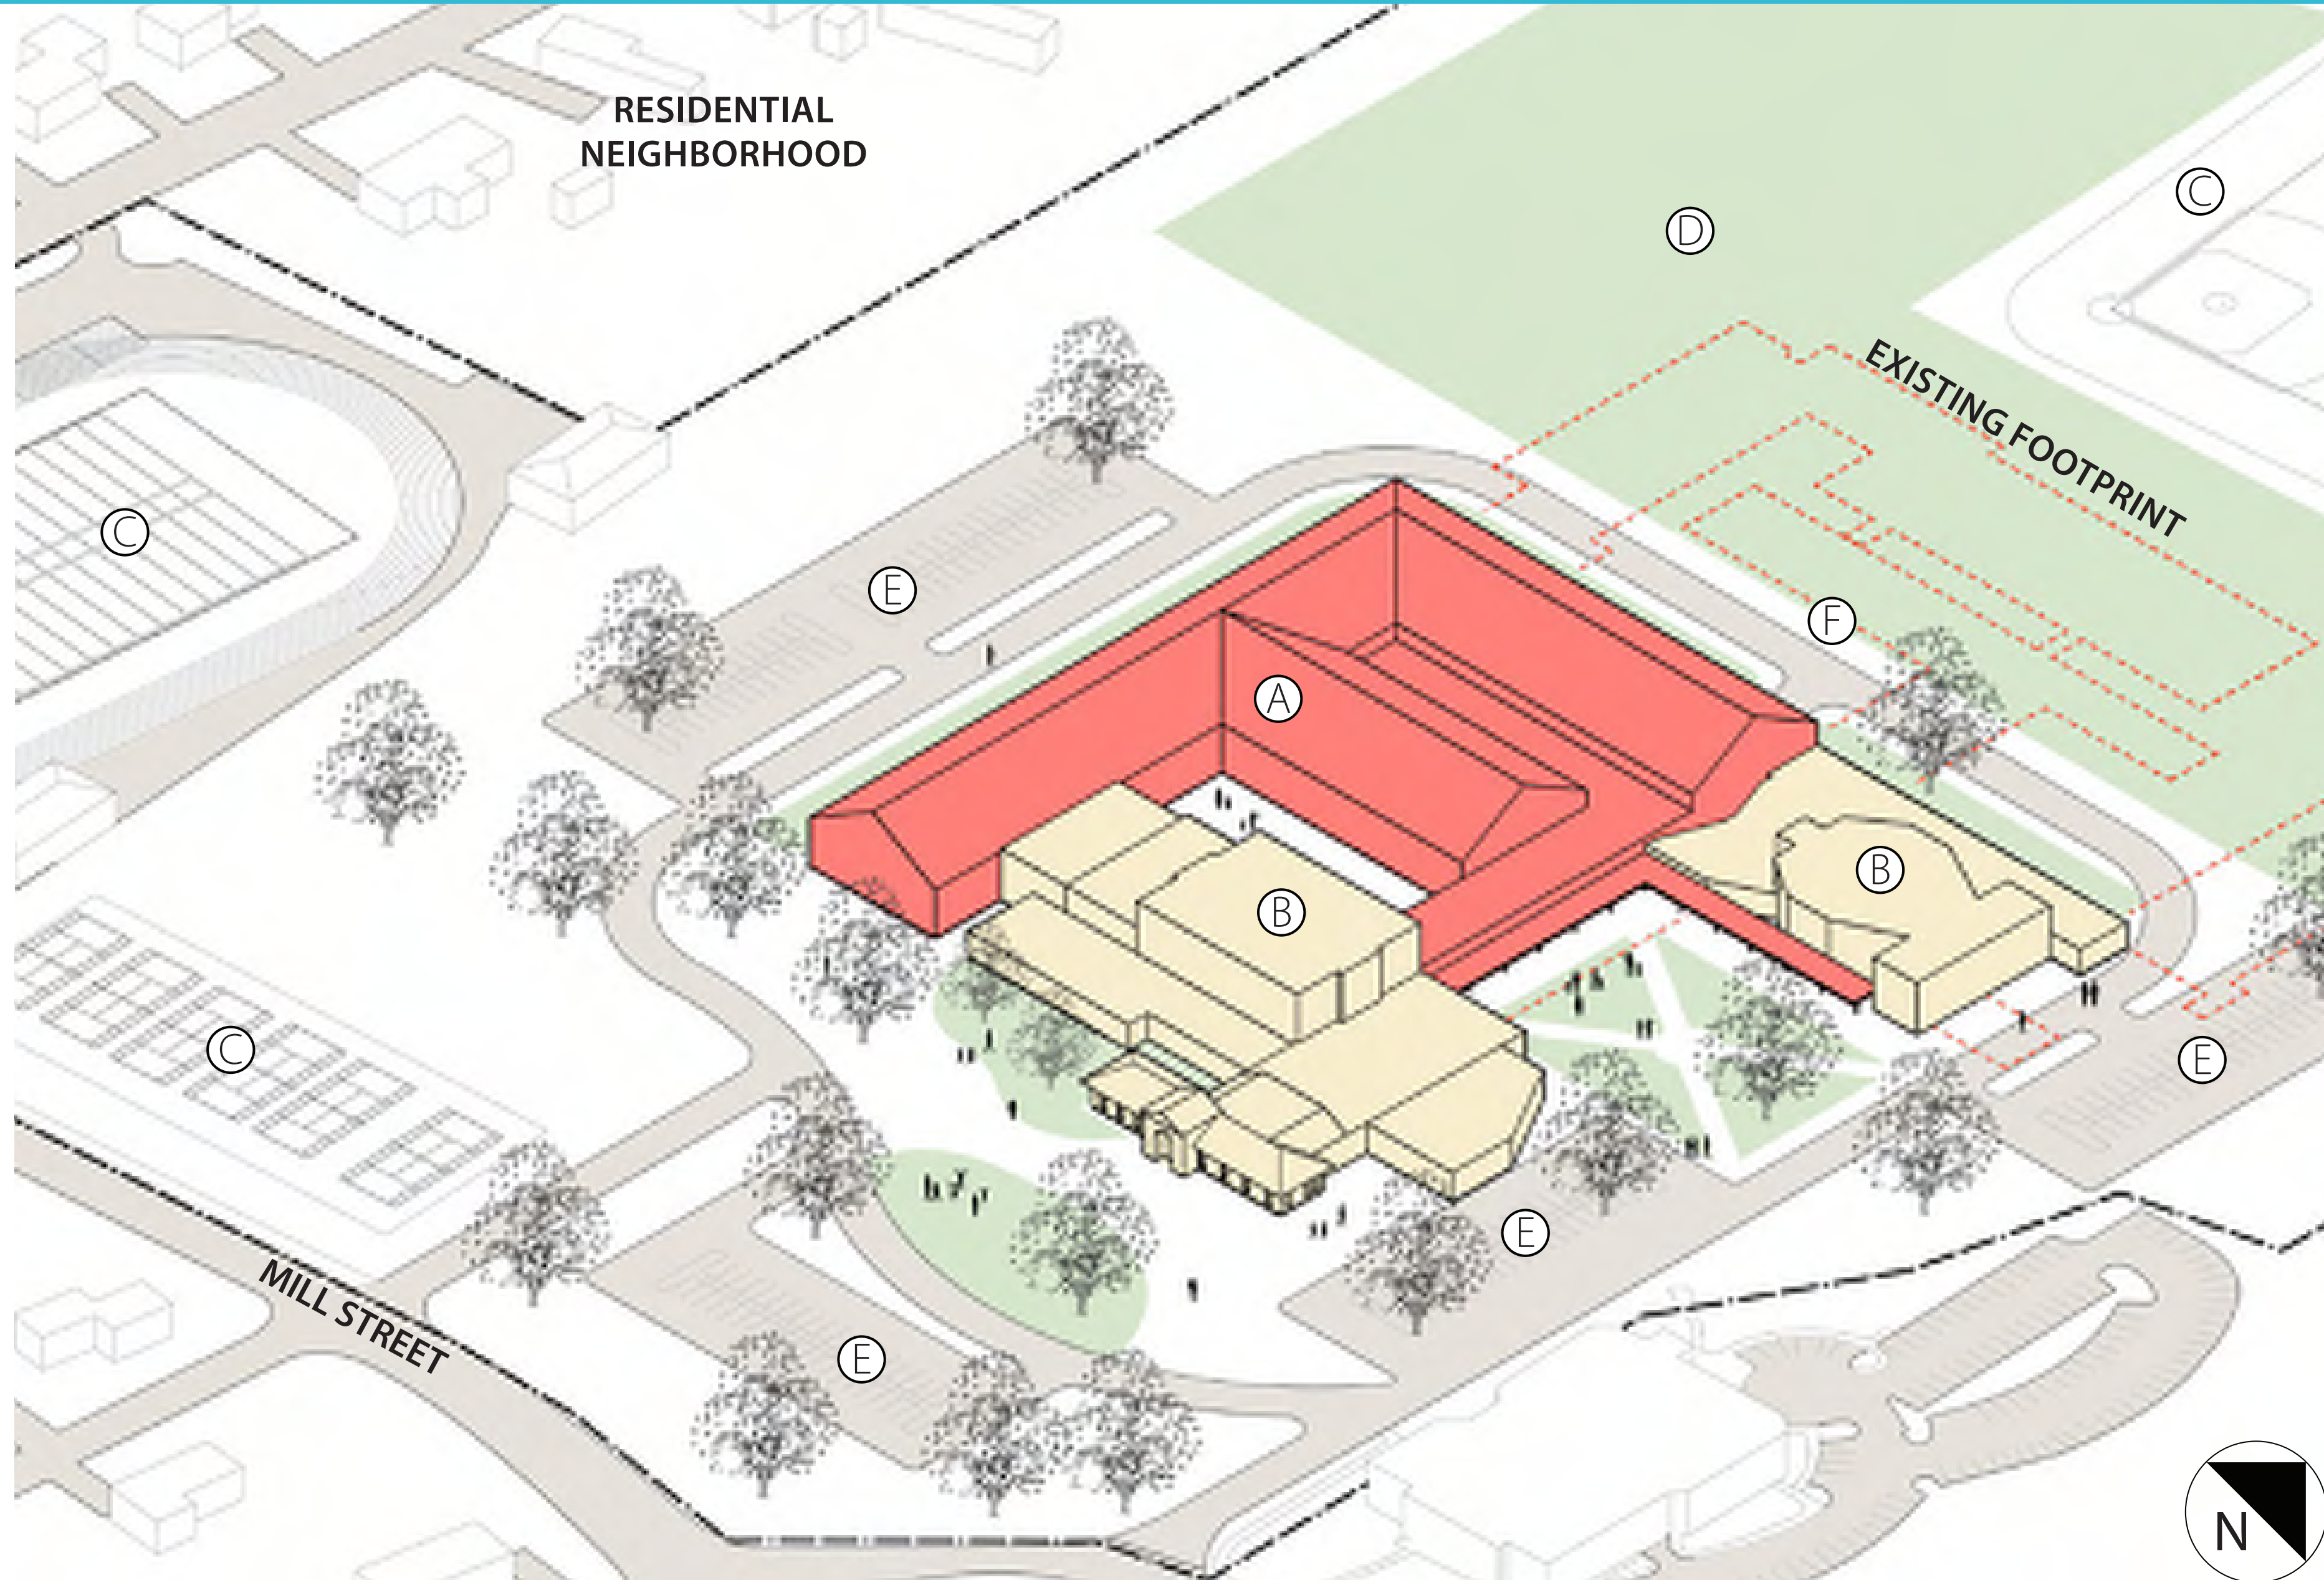 RESIDENTIAL
NEIGHBORHOOD
C
D
EXISTING FOOTPRINT
C
E
F
A
B
B
C
E
E
MILL STREET
E
N